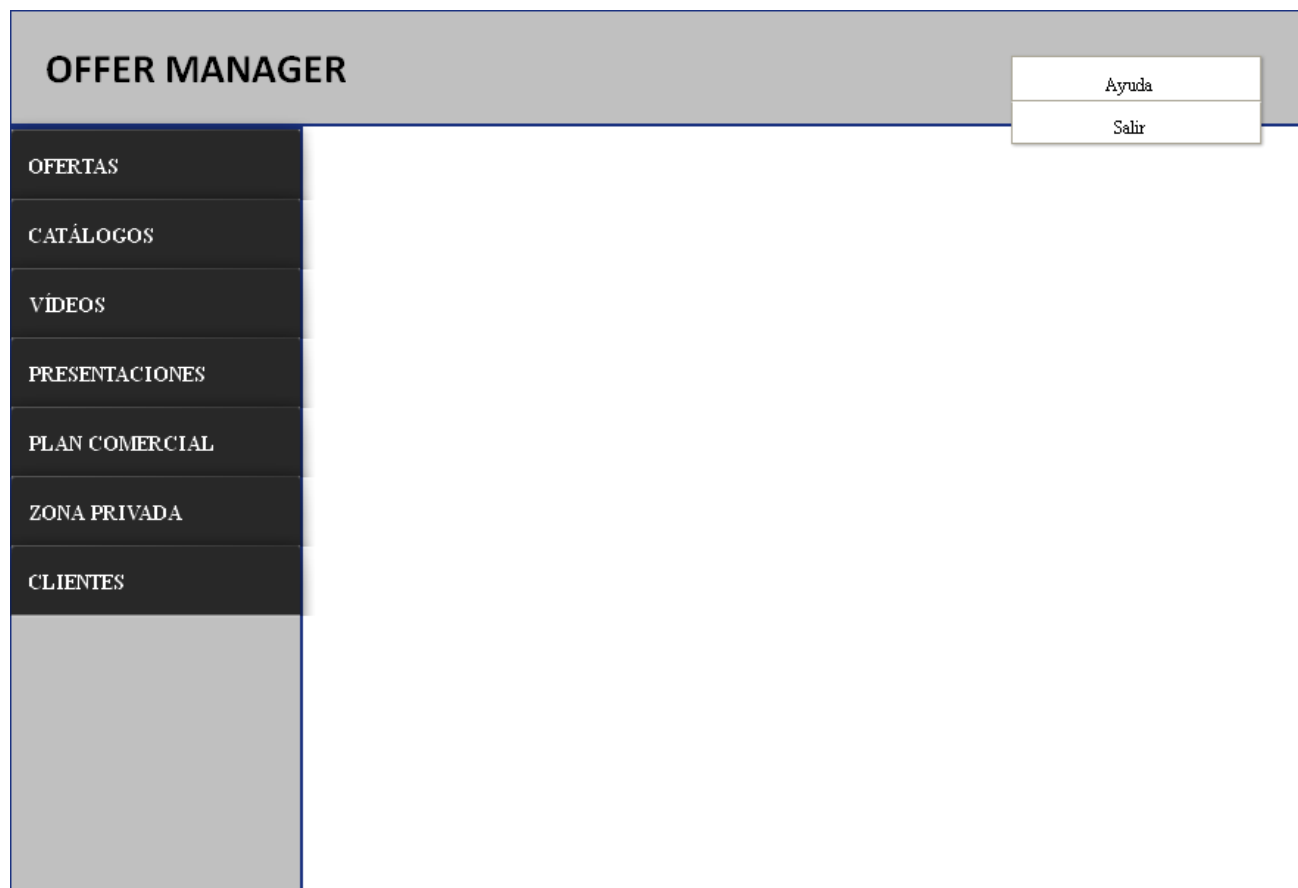 OFFER MANAGER
Ayuda
Salir
OFERTAS
CATÁLOGOS
VÍDEOS
PRESENTACIONES
PLAN COMERCIAL
ZONA PRIVADA
CLIENTES